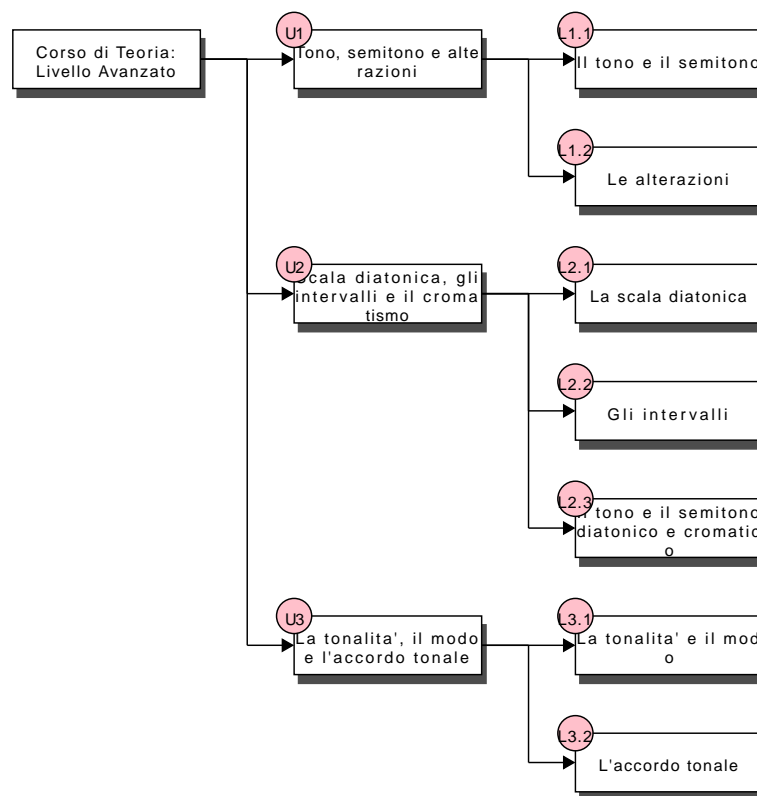 Corso di Teoria:
Livello Avanzato
U1
Tono, semitono e alte
razioni
L1.1
Il tono e il semitono
L1.2
Le alterazioni
U2
Scala diatonica, gli
intervalli e il croma
tismo
L2.1
La scala diatonica
L2.2
Gli intervalli
L2.3
Il tono e il semitono
diatonico e cromatic
o
U3
La tonalita', il modo
e l'accordo tonale
L3.1
La tonalita' e il mod
o
L3.2
L'accordo tonale